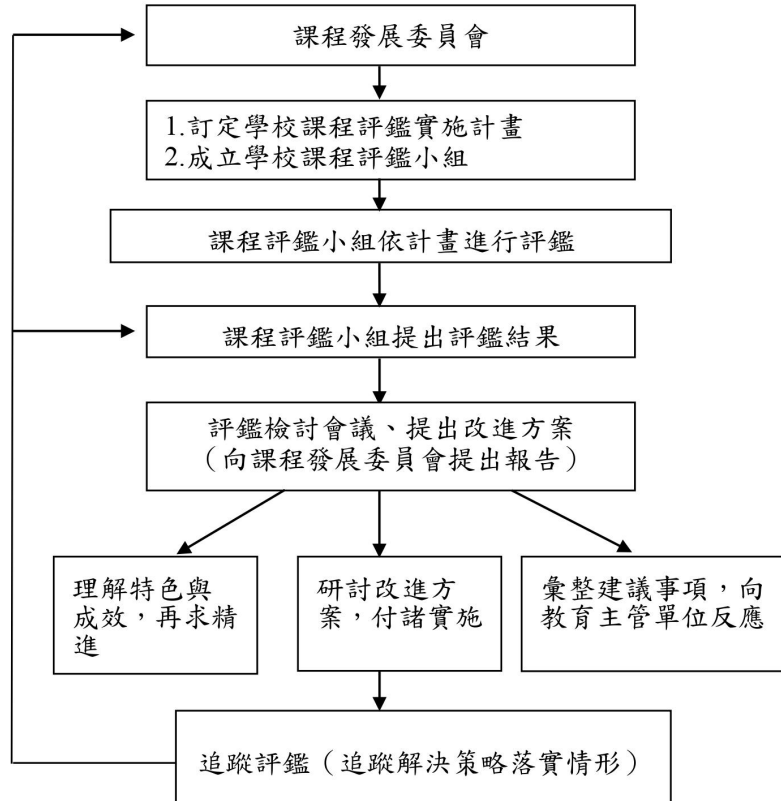 課程發展委員會
1.訂定學校課程評鑑實施計畫
2.成立學校課程評鑑小組
課程評鑑小組依計畫進行評鑑
課程評鑑小組提出評鑑結果
評鑑檢討會議、提出改進方案
（向課程發展委員會提出報告）
理解特色與
成效，再求精
進
研討改進方
案，付諸實施
彙整建議事項，向
教育主管單位反應
追蹤評鑑（追蹤解決策略落實情形）